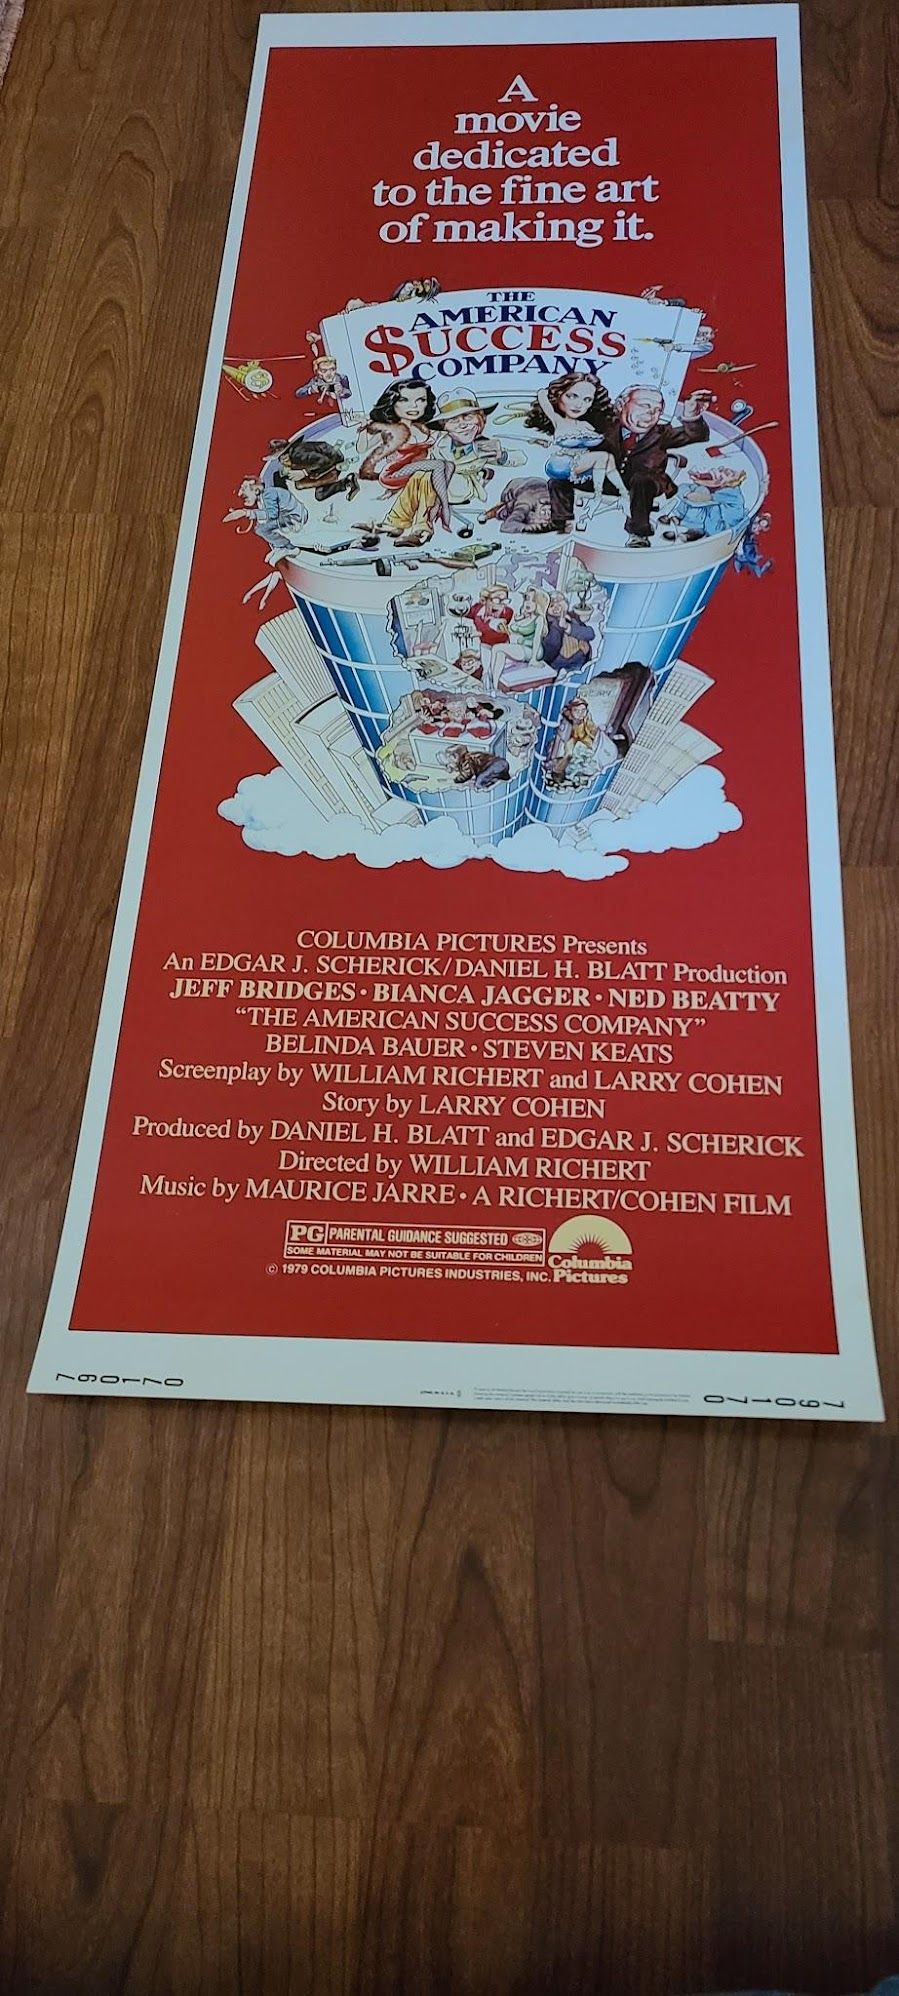 A
movie
dedicated
to the fine art
of making it.
THE
AMERICAN
$UCCESS
COMPANY
COLUMBIA PICTURES Presents
An EDGAR J. SCHERICK/DANIEL H. BLATT Production
JEFF BRIDGES • BIANCA JAGGER • NED BEATTY
“THE AMERICAN SUCCESS COMPANY”
BELINDA BAUER • STEVEN KEATS
Screenplay by WILLIAM RICHERT and LARRY COHEN
Story by LARRY COHEN
Produced by DANIEL H. BLATT and EDGAR J. SCHERICK
Directed by WILLIAM RICHERT
Music by MAURICE JARRE • A RICHERT/COHEN FILM
PG PARENTAL GUIDANCE SUGGESTED
SOME MATERIAL MAY NOT BE SUITABLE FOR CHILDREN
© 1979 COLUMBIA PICTURES INDUSTRIES, INC.
Columbia
Pictures
790170
790170